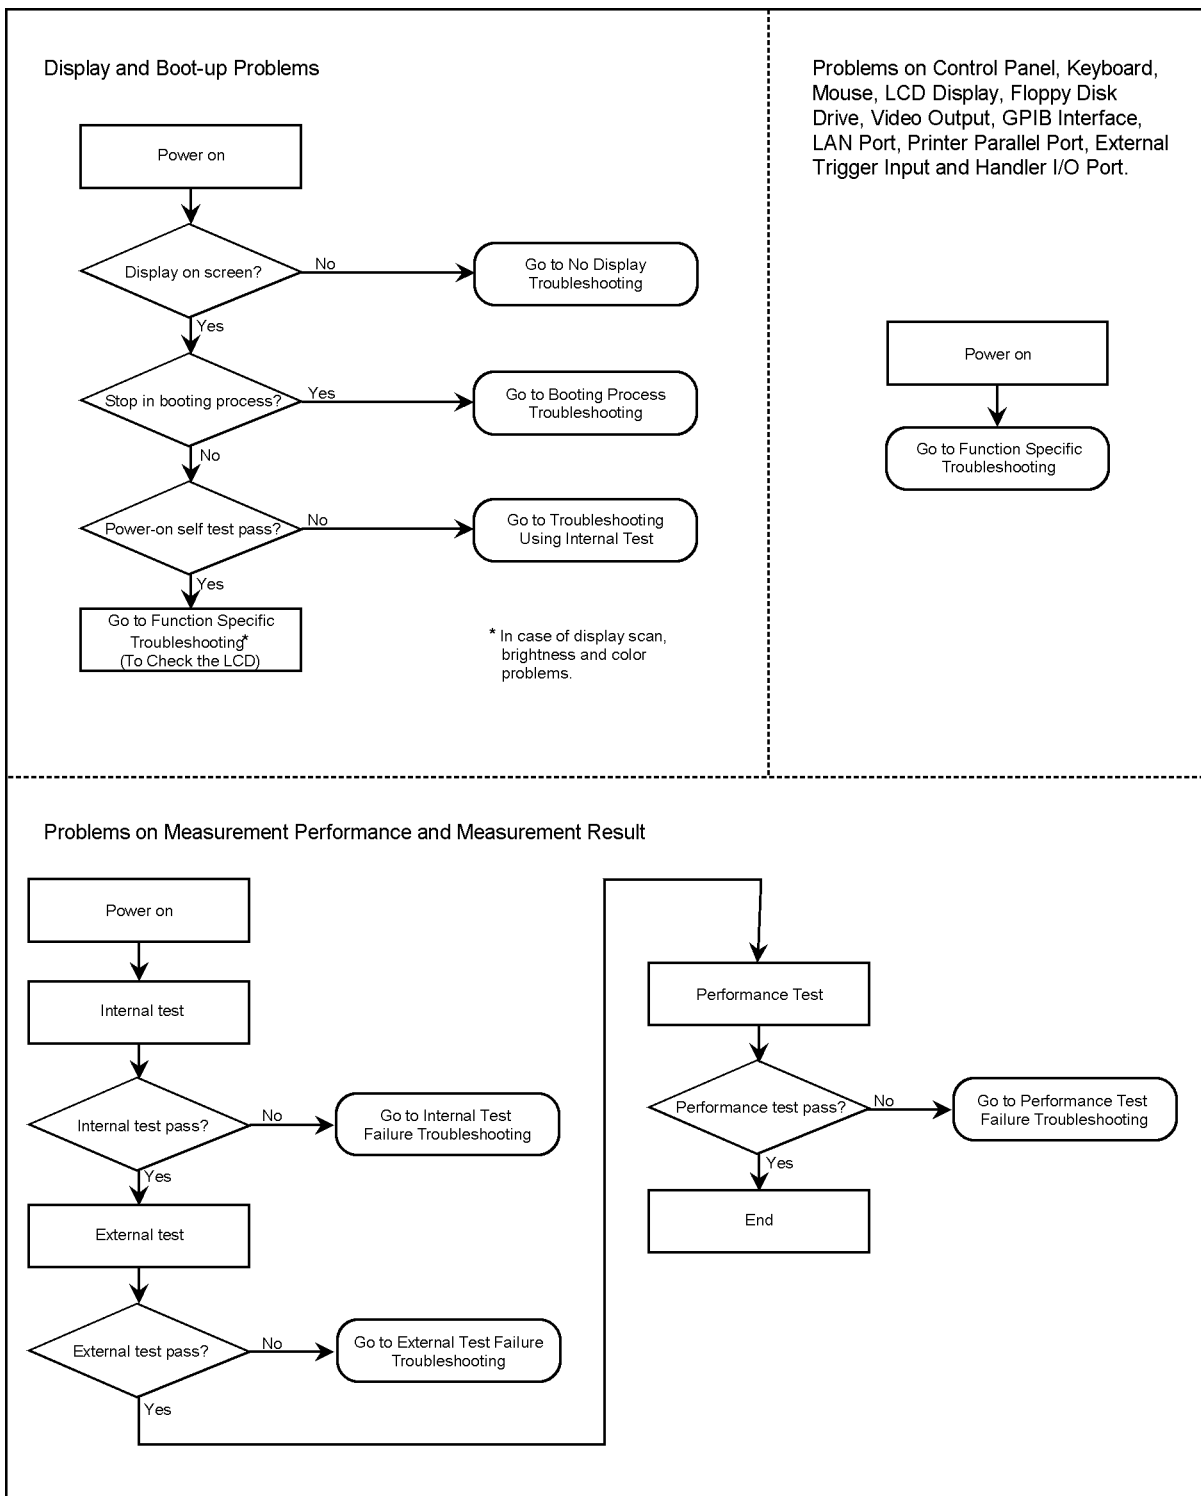 Display and Boot-up Problems
Power on
Display on screen?
No
Go to No Display
Troubleshooting
Yes
Stop in booting process?
Yes
Go to Booting Process
Troubleshooting
No
Power-on self test pass?
No
Go to Troubleshooting
Using Internal Test
Yes
Go to Function Specific
Troubleshooting*
(To Check the LCD)
* In case of display scan,
brightness and color
problems.
Problems on Control Panel, Keyboard,
Mouse, LCD Display, Floppy Disk
Drive, Video Output, GPIB Interface,
LAN Port, Printer Parallel Port, External
Trigger Input and Handler I/O Port.
Power on
Go to Function Specific
Troubleshooting
Problems on Measurement Performance and Measurement Result
Power on
Internal test
Internal test pass?
No
Go to Internal Test
Failure Troubleshooting
Yes
External test
External test pass?
No
Go to External Test Failure
Troubleshooting
Yes
Performance Test
Performance test pass?
No
Go to Performance Test
Failure Troubleshooting
Yes
End